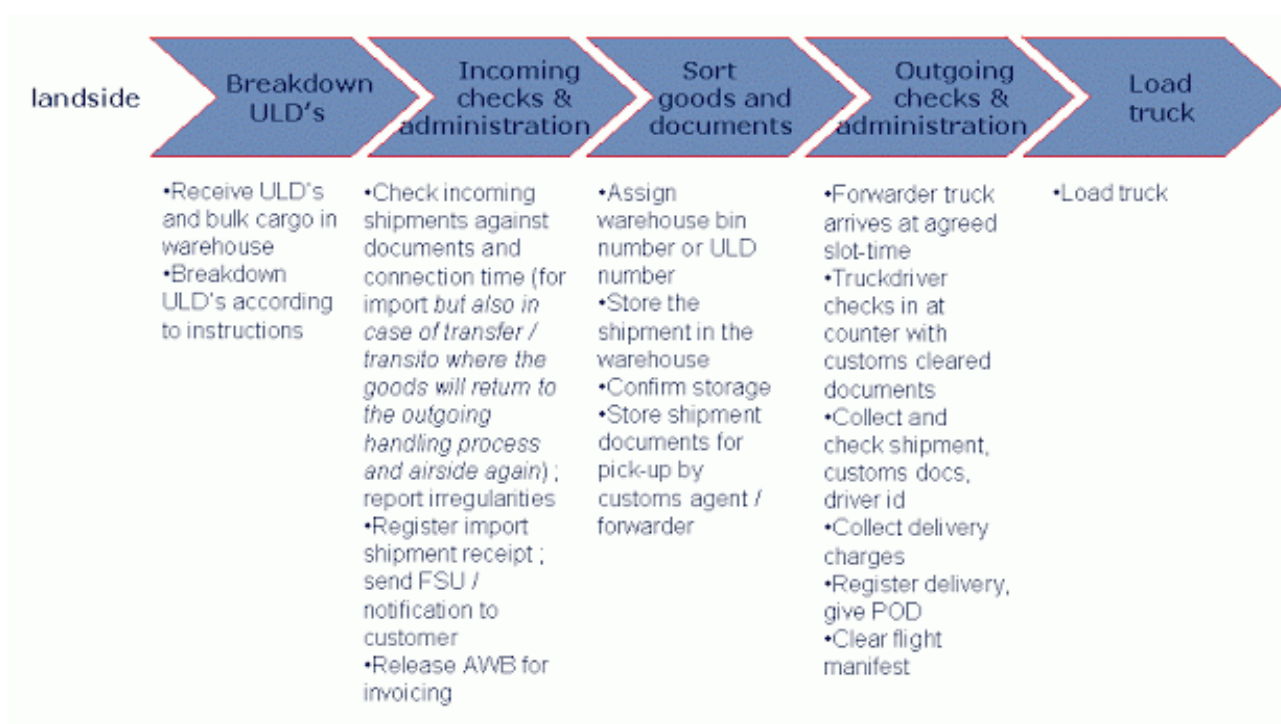 landside
Breakdown
ULD's
Incoming
checks &
administration
Sort
goods and
documents
Outgoing
checks &
administration
Load
truck
•Receive ULD's
and bulk cargo in
warehouse
•Breakdown
ULD's according
to instructions
•Check incoming
shipments against
documents and
connection time (for
import but also in
case of transfer /
transito where the
goods will return to
the outgoing
handling process
and airside again) ;
report irregularities
•Register import
shipment receipt ;
send FSU /
notification to
customer
•Release AWB for
invoicing
•Assign
warehouse bin
number or ULD
number
•Store the
shipment in the
warehouse
•Confirm storage
•Store shipment
documents for
pick-up by
customs agent /
forwarder
•Forwarder truck
arrives at agreed
slot-time
•Truckdriver
checks in at
counter with
customs cleared
documents
•Collect and
check shipment,
customs docs,
driver id
•Collect delivery
charges
•Register delivery,
give POD
•Clear flight
manifest
•Load truck